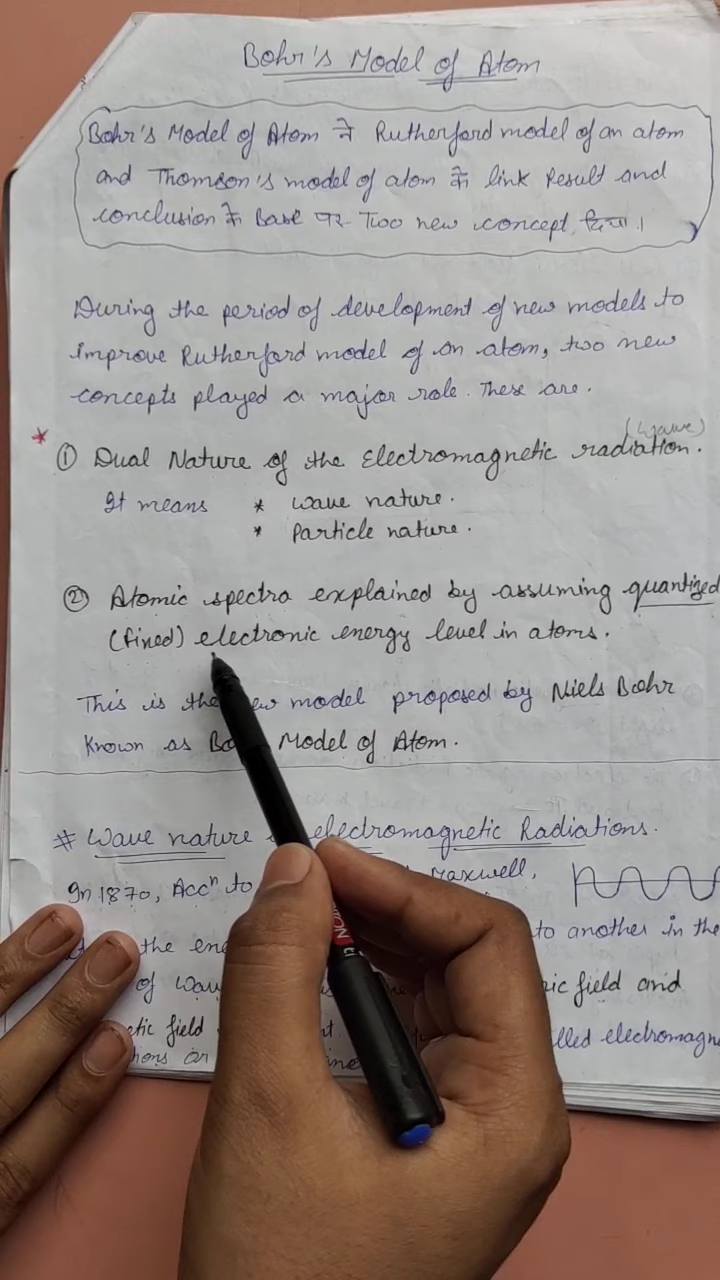 Bohr's Model of Atom
Bohr's Model of Atom ने Rutherford model of an atom
and Thomson's model of atom के link Result and
conclusion के Base पर Two new concept दिया।
During the period of development of new models to
improve Rutherford model of an atom, two new
concepts played a major role. These are.
(Wave)
* ① Dual Nature of the Electromagnetic radiation.
It means * wave nature.
* Particle nature.
② Atomic spectra explained by assuming quantized
(fixed) electronic energy level in atoms.
This is the model proposed by Niels Bohr
Known as Model of Atom.
# Wave nature electromagnetic Radiations.
In 1870, Accⁿ to Maxwell,
the to another in the
of field and
field electromagn